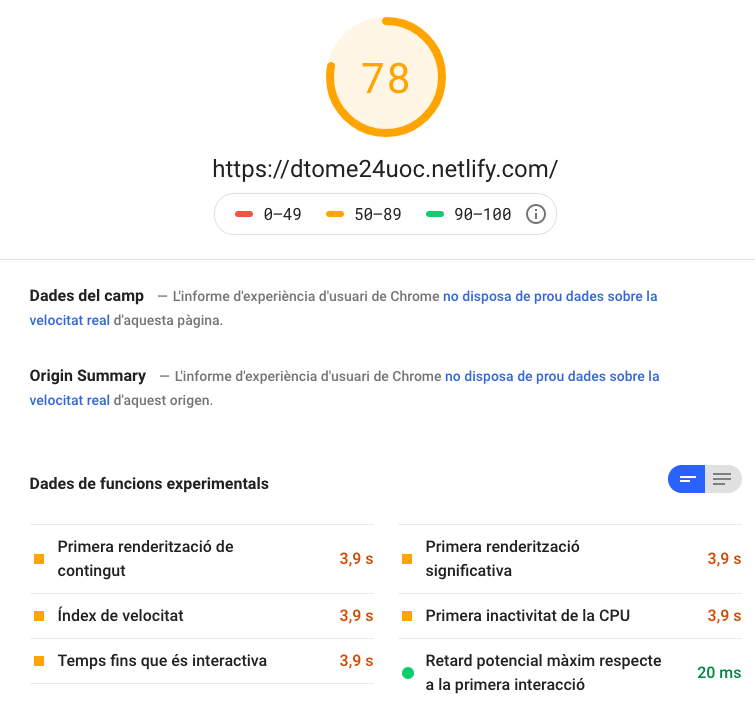 78
https://dtome24uoc.netlify.com/
0–49 50–89 90–100
Dades del camp — L'informe d'experiència d'usuari de Chrome no disposa de prou dades sobre la
velocitat real d'aquesta pàgina.
Origin Summary — L'informe d'experiència d'usuari de Chrome no disposa de prou dades sobre la
velocitat real d'aquest origen.
Dades de funcions experimentals
Primera renderització de
contingut 3,9 s
Primera renderització
significativa 3,9 s
Índex de velocitat 3,9 s
Primera inactivitat de la CPU 3,9 s
Temps fins que és interactiva 3,9 s
Retard potencial màxim respecte
a la primera interacció 20 ms